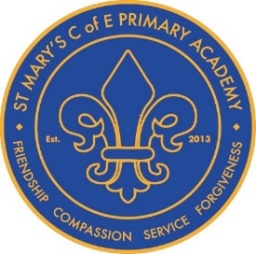 ST MARY'S C of E PRIMARY ACADEMY
Est. 2013
FRIENDSHIP COMPASSION SERVICE FORGIVENESS